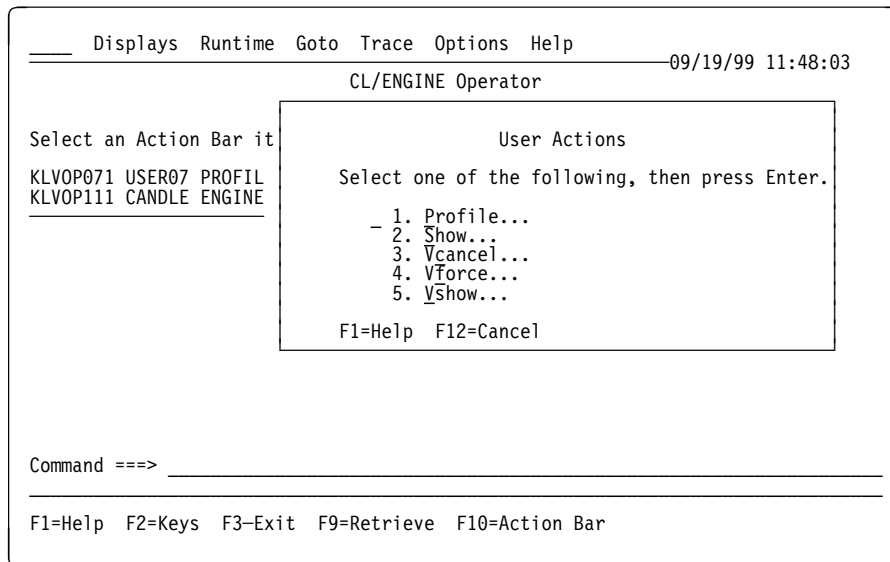 ____ Displays Runtime Goto Trace Options Help
09/19/99 11:48:03
CL/ENGINE Operator
Select an Action Bar it
KLVOP071 USER07 PROFIL
KLVOP111 CANDLE ENGINE
User Actions
Select one of the following, then press Enter.
_ 1. Profile...
2. Show...
3. Vcancel...
4. Vforce...
5. Vshow...
F1=Help F12=Cancel
Command ===>
F1=Help F2=Keys F3—Exit F9=Retrieve F10=Action Bar